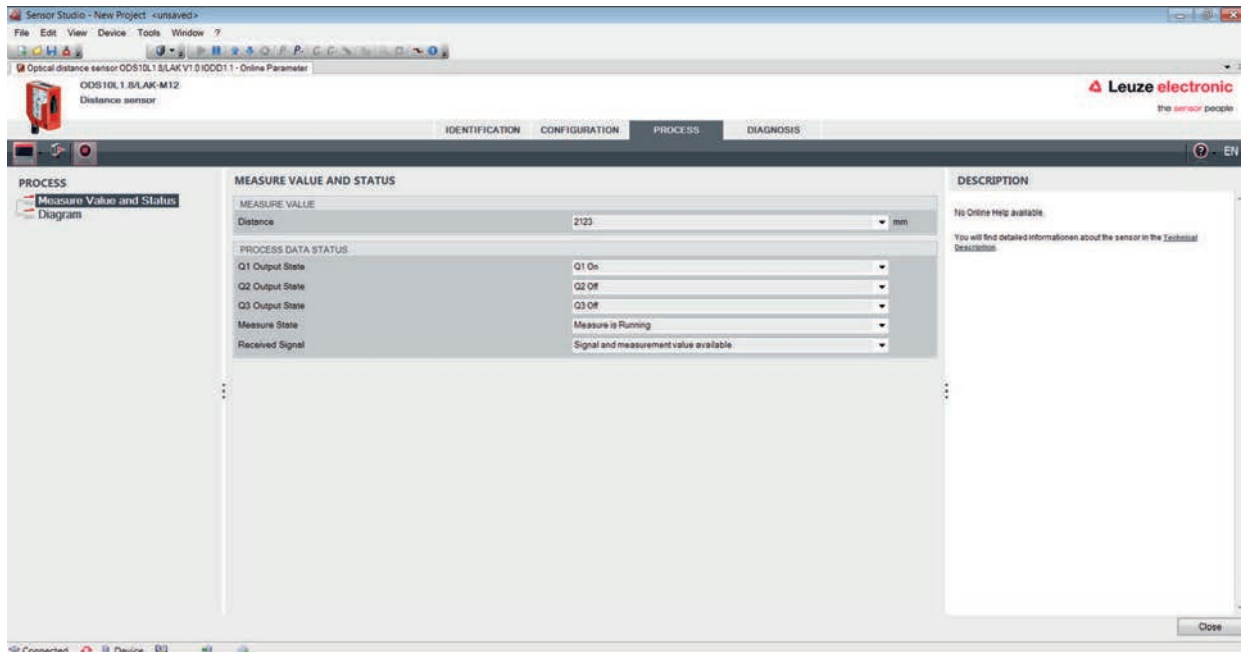 Sensor Studio - New Project <unsaved>
File Edit View Device Tools Window ?
Optical distance sensor ODS10L1.8/LAK V1.0 IODD1.1 - Online Parameter
ODS10L1.8/LAK-M12
Distance sensor
Leuze electronic
the sensor people
IDENTIFICATION CONFIGURATION PROCESS DIAGNOSIS
EN
PROCESS
Measure Value and Status
Diagram
MEASURE VALUE AND STATUS
MEASURE VALUE
Distance 2123 mm
PROCESS DATA STATUS
Q1 Output State Q1 On
Q2 Output State Q2 Off
Q3 Output State Q3 Off
Measure State Measure is Running
Received Signal Signal and measurement value available
DESCRIPTION
No Online Help available.
You will find detailed informationen about the sensor in the Technical
Description.
Close
Connected Device